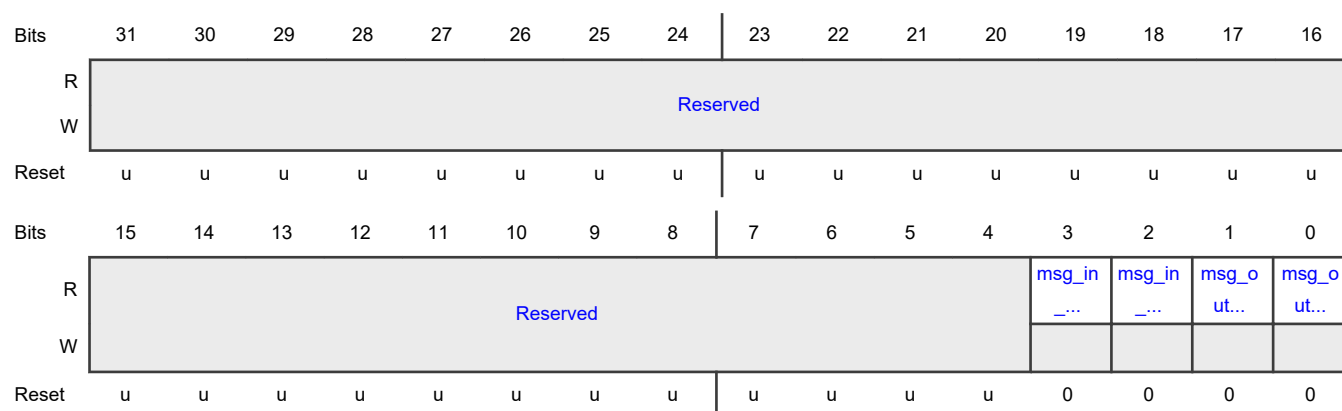 Bits 31 30 29 28 27 26 25 24 23 22 21 20 19 18 17 16
R
Reserved
W
Reset u u u u u u u u u u u u u u u u
Bits 15 14 13 12 11 10 9 8 7 6 5 4 3 2 1 0
R Reserved msg_in _... msg_in _... msg_o ut... msg_o ut...
W
Reset u u u u u u u u u u u u 0 0 0 0